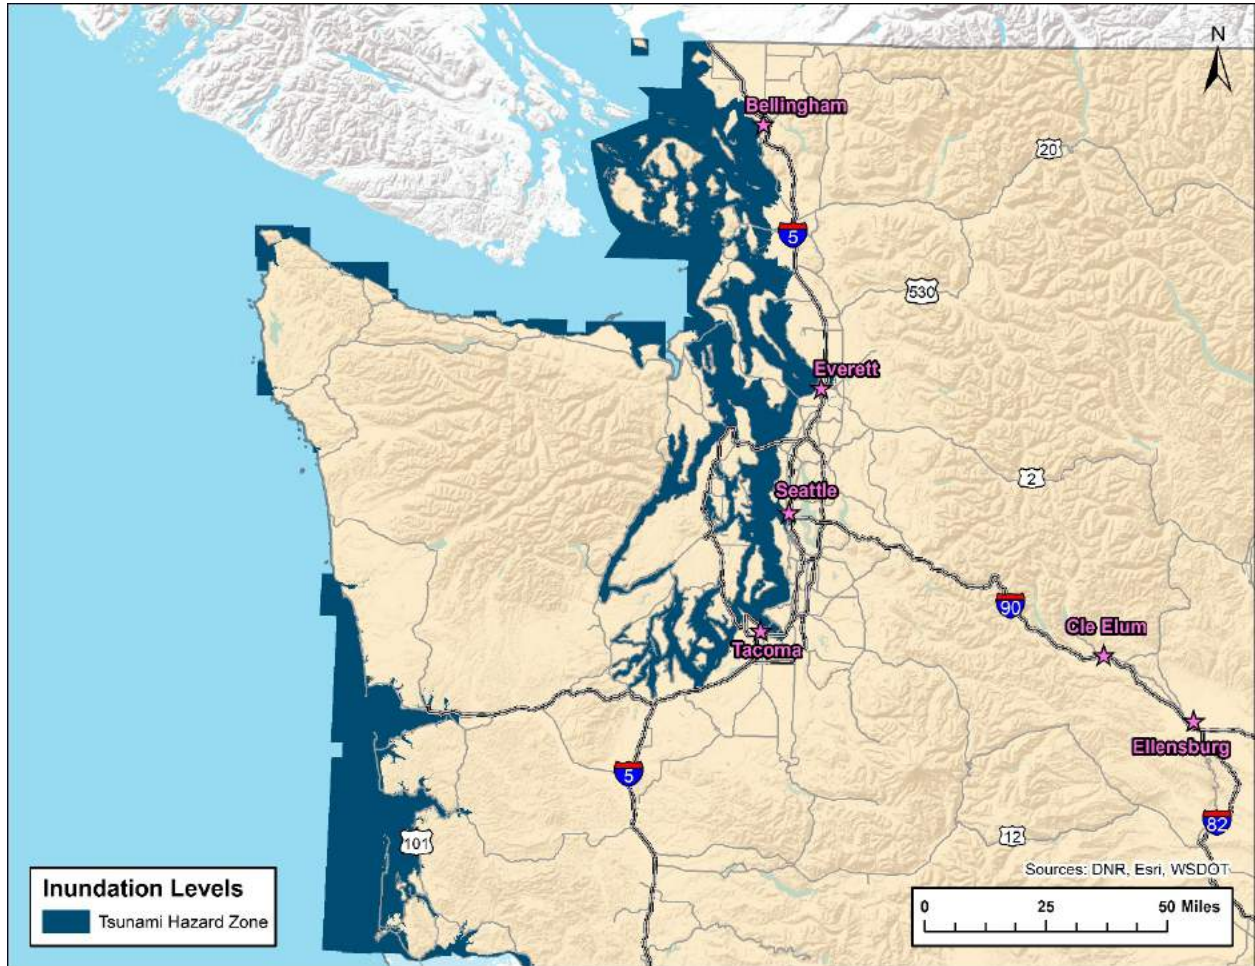 N
Bellingham
20
5
530
Everett
2
Seattle
90
Cle Elum
Tacoma
Ellensburg
5
82
101
12
Sources: DNR, Esri, WSDOT
Inundation Levels
Tsunami Hazard Zone
0 25 50 Miles